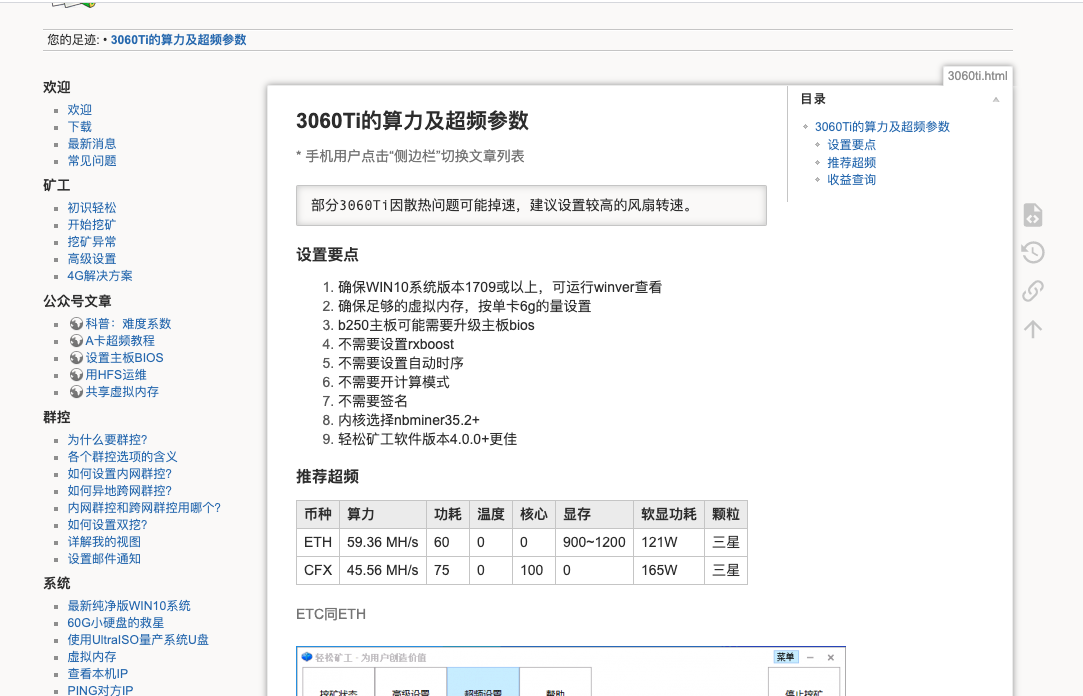 您的足迹: • 3060Ti的算力及超频参数
3060ti.html
欢迎
欢迎
下载
最新消息
常见问题
矿工
初识轻松
开始挖矿
挖矿异常
高级设置
4G解决方案
公众号文章
科普：难度系数
A卡超频教程
设置主板BIOS
用HFS运维
共享虚拟内存
群控
为什么要群控?
各个群控选项的含义
如何设置内网群控?
如何异地跨网群控?
内网群控和跨网群控用哪个?
如何设置双挖?
详解我的视图
设置邮件通知
系统
最新纯净版WIN10系统
60G小硬盘的救星
使用UltraISO量产系统U盘
虚拟内存
查看本机IP
PING对方IP
3060Ti的算力及超频参数
* 手机用户点击“侧边栏”切换文章列表
部分3060Ti因散热问题可能掉速，建议设置较高的风扇转速。
设置要点
1. 确保WIN10系统版本1709或以上，可运行winver查看
2. 确保足够的虚拟内存，按单卡6g的量设置
3. b250主板可能需要升级主板bios
4. 不需要设置rxboost
5. 不需要设置自动时序
6. 不需要开计算模式
7. 不需要签名
8. 内核选择nbminer35.2+
9. 轻松矿工软件版本4.0.0+更佳
推荐超频
币种 算力 功耗 温度 核心 显存 软显功耗 颗粒
ETH 59.36 MH/s 60 0 0 900~1200 121W 三星
CFX 45.56 MH/s 75 0 100 0 165W 三星
ETC同ETH
轻松矿工 · 为用户创造价值 菜单
挖矿状态 高级设置 超频设置 帮助 停止挖矿
目录
3060Ti的算力及超频参数
设置要点
推荐超频
收益查询